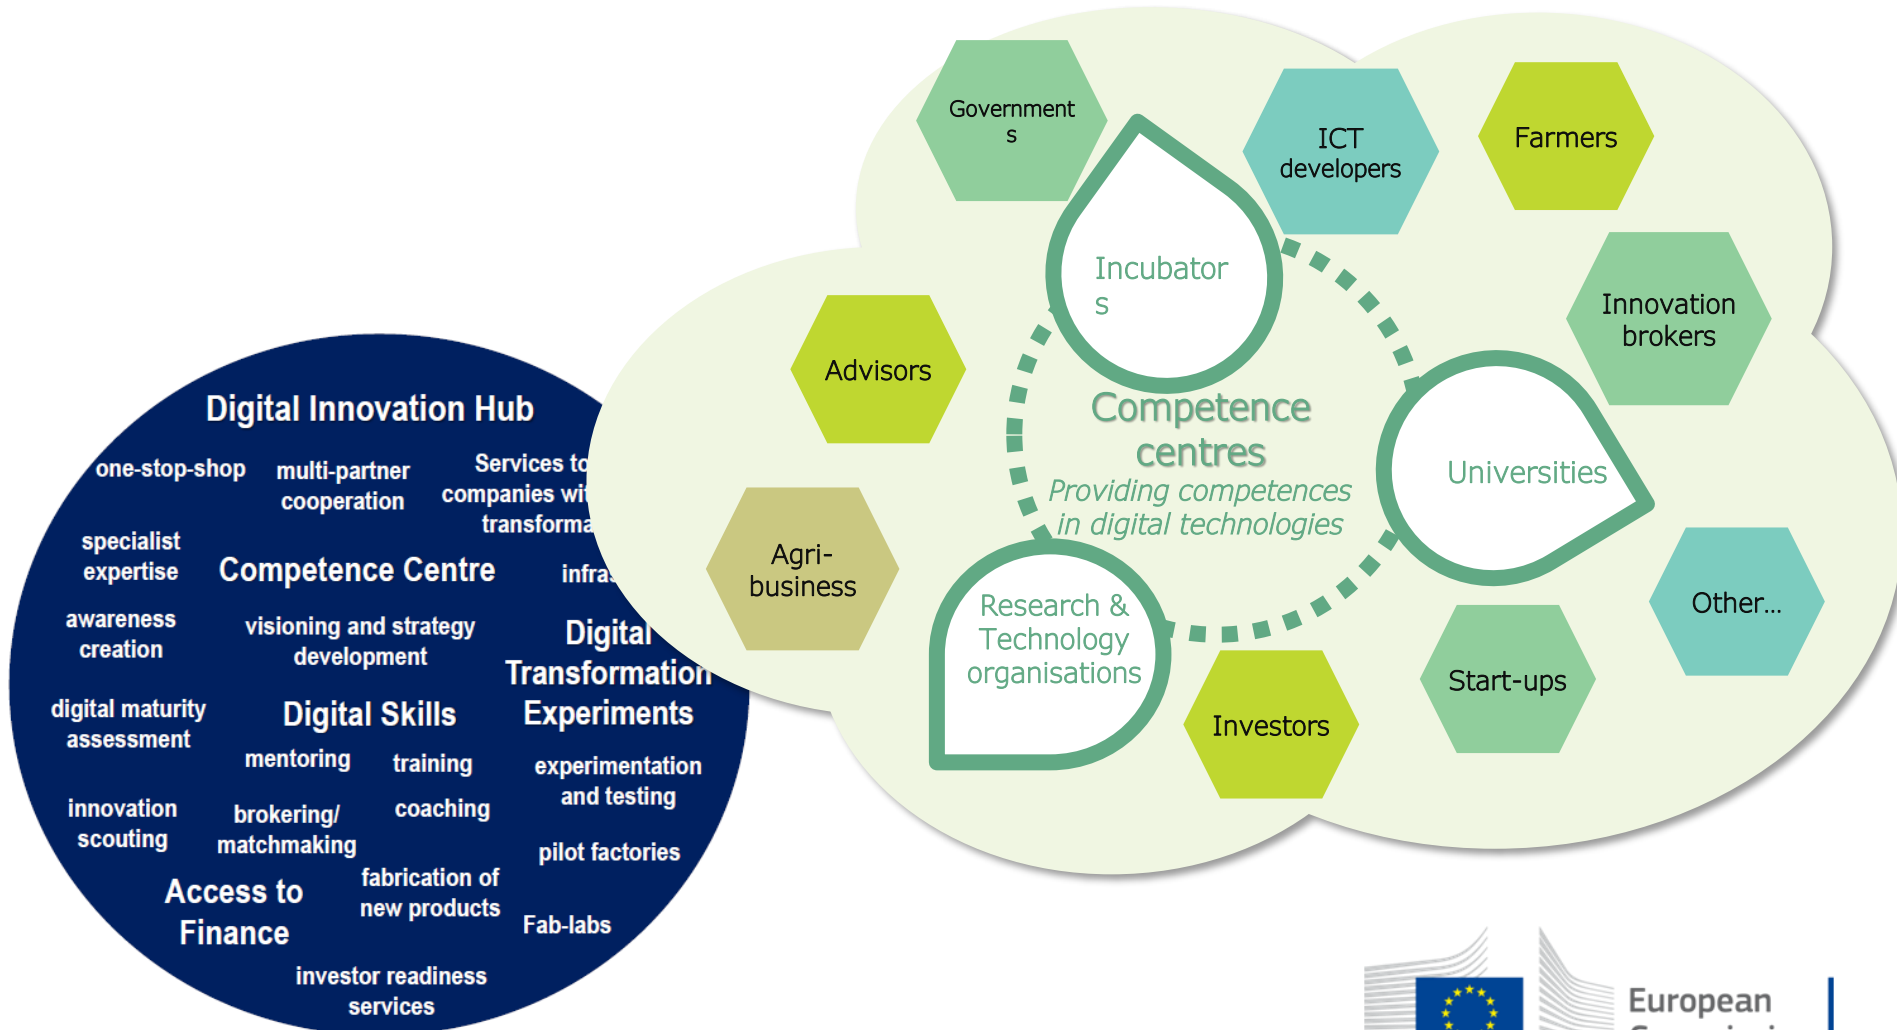 Government
s
ICT
developers
Farmers
Incubator
s
Innovation
brokers
Advisors
Competence
centres
Providing competences
in digital technologies
Universities
Agri-
business
Research &
Technology
organisations
Other...
Start-ups
Investors
Digital Innovation Hub
one-stop-shop
multi-partner
cooperation
Services to
companies
specialist
expertise
Competence Centre
awareness
creation
visioning and strategy
development
Digital
Transformation
Experiments
digital maturity
assessment
Digital Skills
mentoring
training
experimentation
and testing
innovation
scouting
brokering/
matchmaking
coaching
pilot factories
Access to
Finance
fabrication of
new products
Fab-labs
investor readiness
services
European